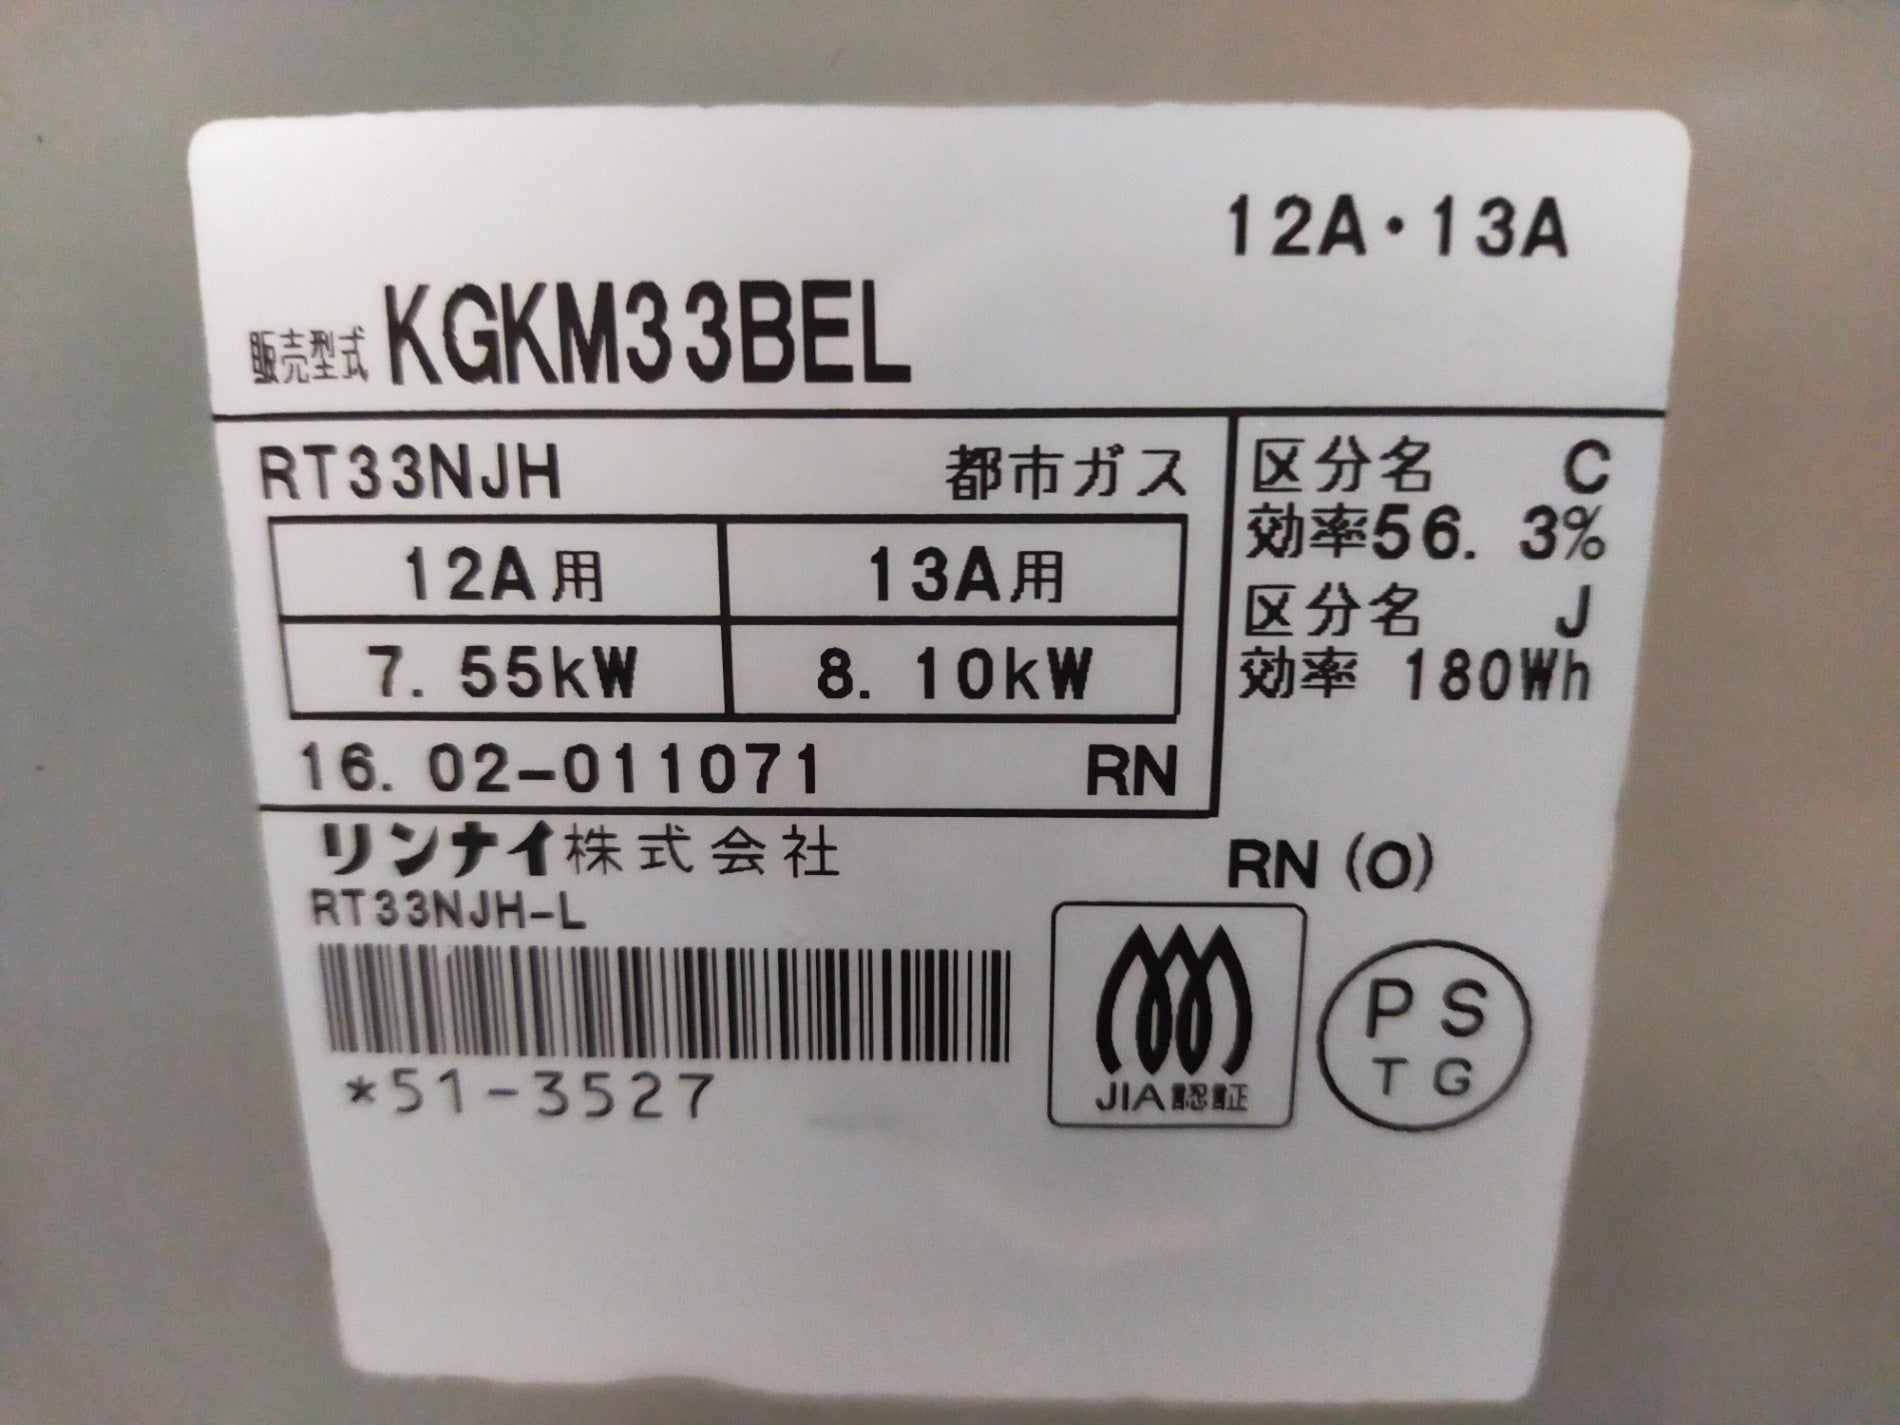 12A・13A
販売型式 KGKM33BEL
RT33NJH 都市ガス
12A用 13A用
7.55kW 8.10kW
16.02-011071 RN
区分名 C
効率56.3%
区分名 J
効率 180Wh
リンナイ株式会社
RT33NJH-L
*51-3527
RN(O)
JIA認証
PS
TG